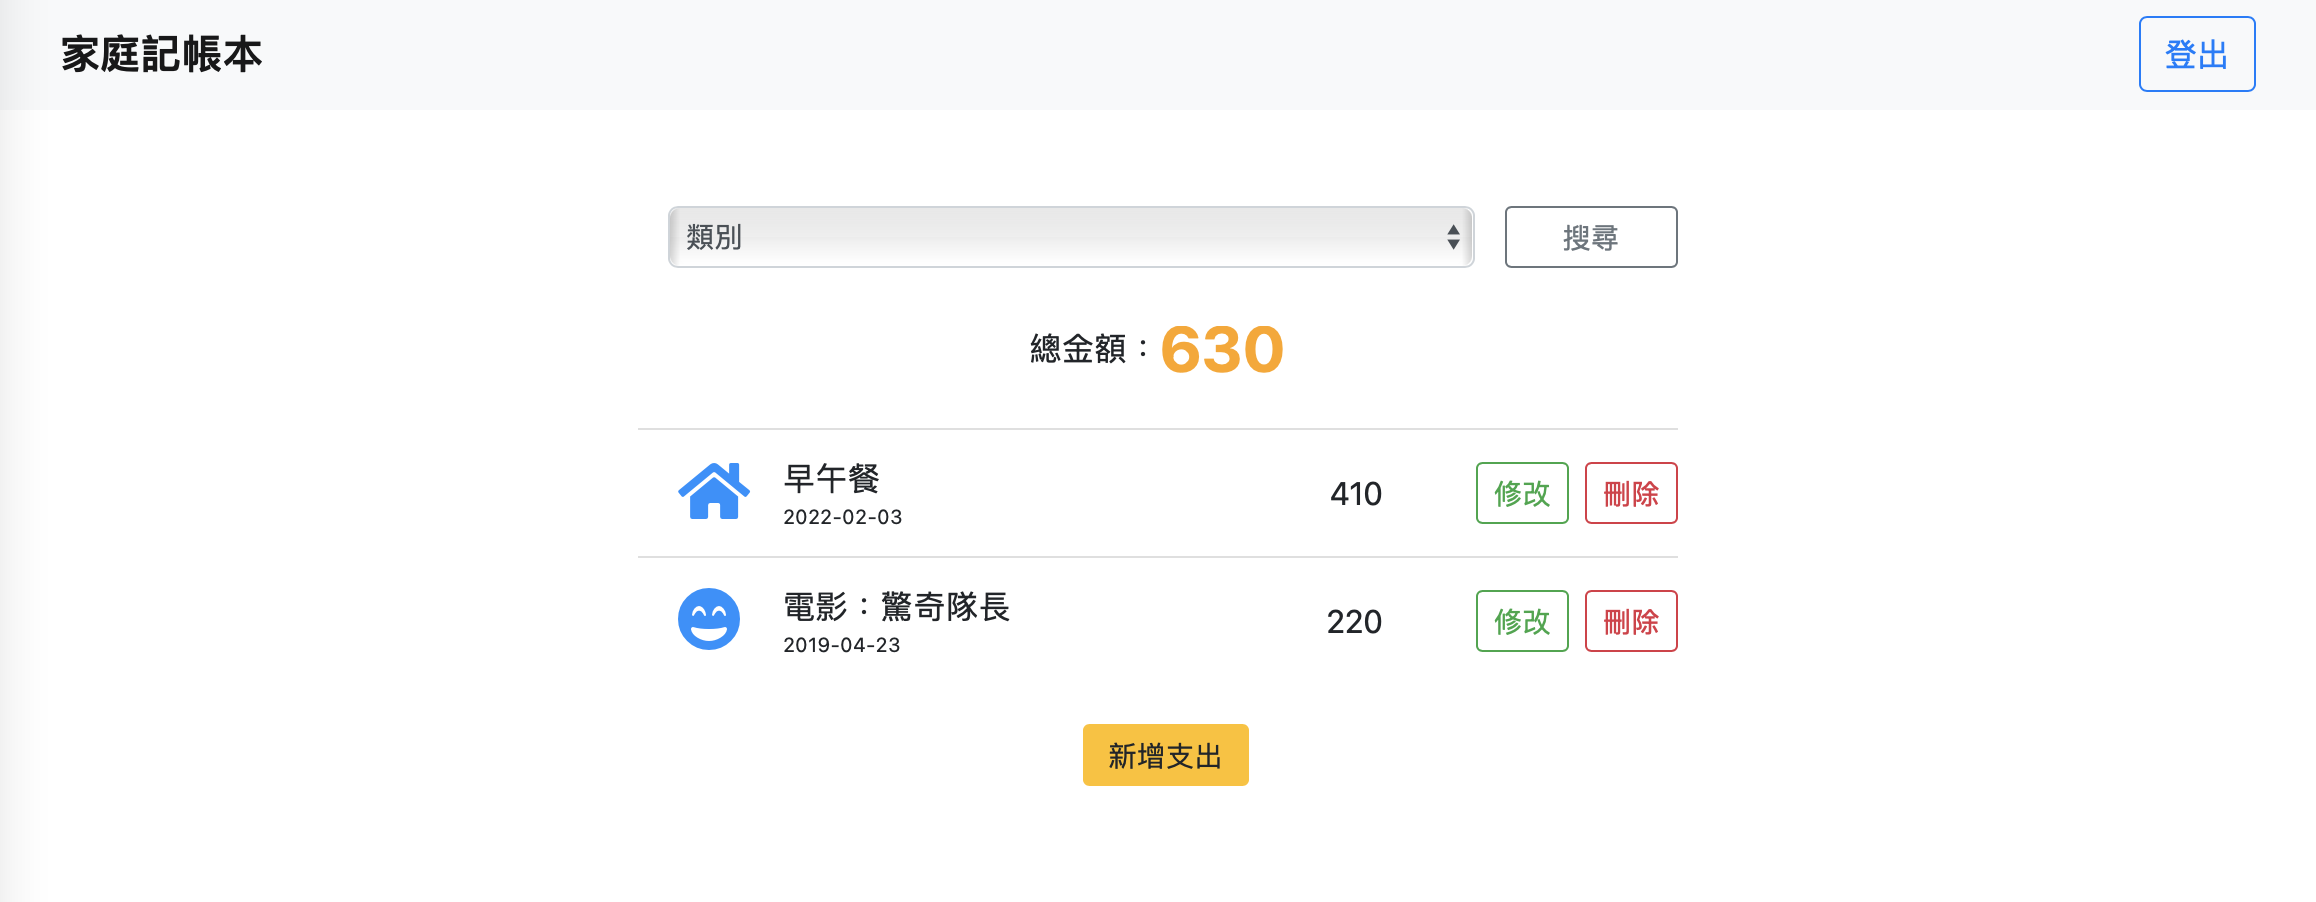 家庭記帳本
登出
類別
搜尋
總金額：630
早午餐
2022-02-03
410
修改
刪除
電影：驚奇隊長
2019-04-23
220
修改
刪除
新增支出